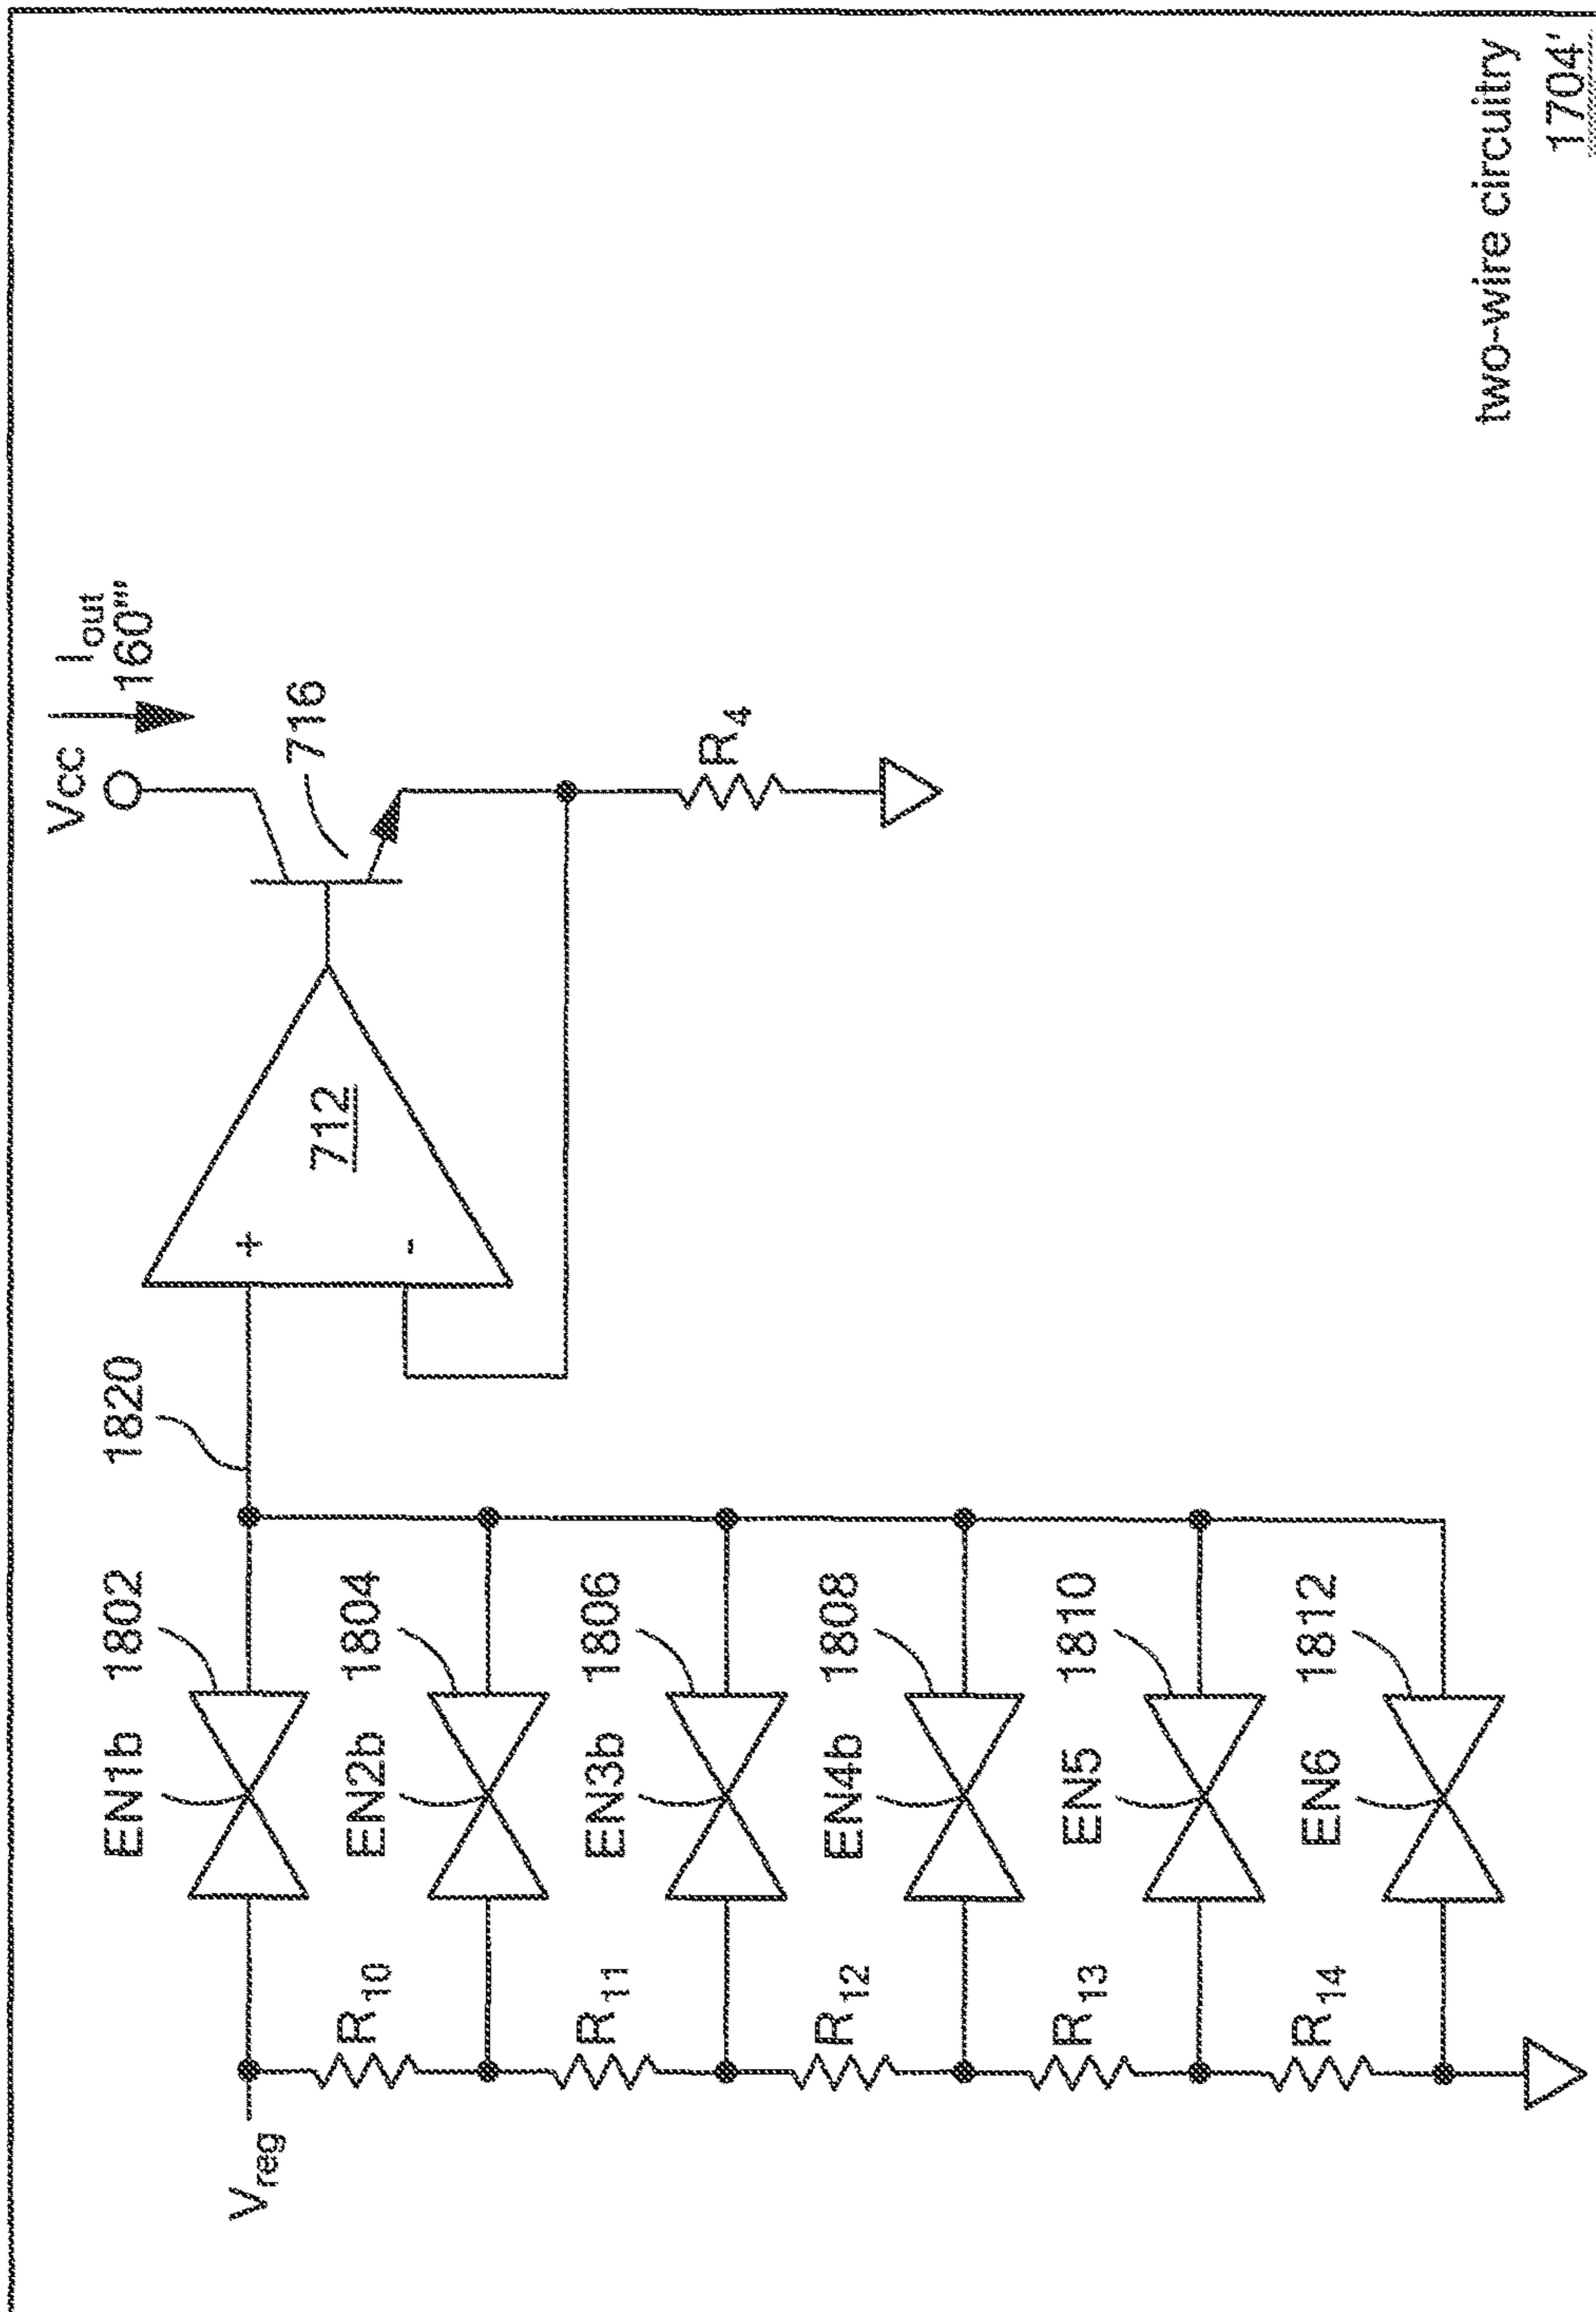 Vcc
I out
160'''
716
R4
712
+
-
1820
EN1b 1802
EN2b 1804
EN3b 1806
EN4b 1808
EN5 1810
EN6 1812
Vreg
R10
R11
R12
R13
R14
two-wire circuitry
1704'